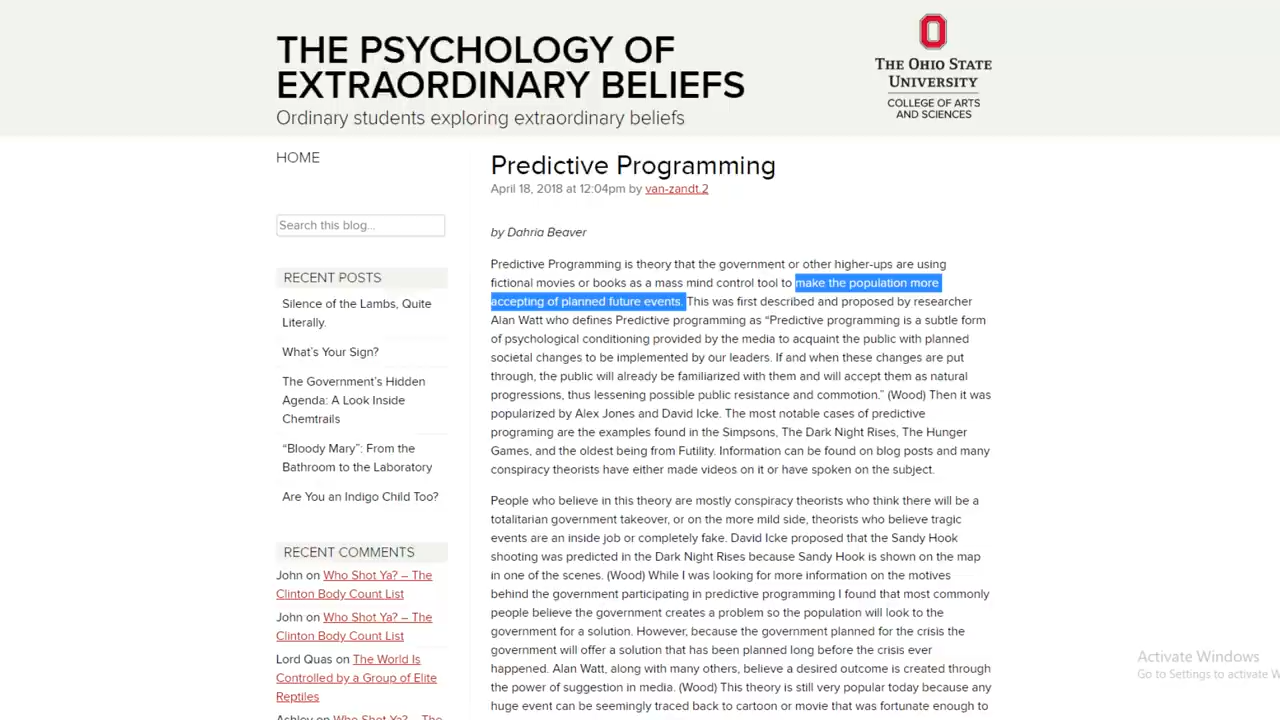 THE PSYCHOLOGY OF
EXTRAORDINARY BELIEFS
Ordinary students exploring extraordinary beliefs
THE OHIO STATE
UNIVERSITY
COLLEGE OF ARTS
AND SCIENCES
HOME
Search this blog...
RECENT POSTS
Silence of the Lambs, Quite
Literally.
What's Your Sign?
The Government's Hidden
Agenda: A Look Inside
Chemtrails
"Bloody Mary": From the
Bathroom to the Laboratory
Are You an Indigo Child Too?
RECENT COMMENTS
John on Who Shot Ya? – The
Clinton Body Count List
John on Who Shot Ya? – The
Clinton Body Count List
Lord Quas on The World Is
Controlled by a Group of Elite
Reptiles
Ashley on Who Shot Ya? – The
Predictive Programming
April 18, 2018 at 12:04pm by van-zandt.2
by Dahria Beaver
Predictive Programming is theory that the government or other higher-ups are using
fictional movies or books as a mass mind control tool to make the population more
accepting of planned future events. This was first described and proposed by researcher
Alan Watt who defines Predictive programming as "Predictive programming is a subtle form
of psychological conditioning provided by the media to acquaint the public with planned
societal changes to be implemented by our leaders. If and when these changes are put
through, the public will already be familiarized with them and will accept them as natural
progressions, thus lessening possible public resistance and commotion." (Wood) Then it was
popularized by Alex Jones and David Icke. The most notable cases of predictive
programing are the examples found in the Simpsons, The Dark Night Rises, The Hunger
Games, and the oldest being from Futility. Information can be found on blog posts and many
conspiracy theorists have either made videos on it or have spoken on the subject.
People who believe in this theory are mostly conspiracy theorists who think there will be a
totalitarian government takeover, or on the more mild side, theorists who believe tragic
events are an inside job or completely fake. David Icke proposed that the Sandy Hook
shooting was predicted in the Dark Night Rises because Sandy Hook is shown on the map
in one of the scenes. (Wood) While I was looking for more information on the motives
behind the government participating in predictive programming I found that most commonly
people believe the government creates a problem so the population will look to the
government for a solution. However, because the government planned for the crisis the
government will offer a solution that has been planned long before the crisis ever
happened. Alan Watt, along with many others, believe a desired outcome is created through
the power of suggestion in media. (Wood) This theory is still very popular today because any
huge event can be seemingly traced back to cartoon or movie that was fortunate enough to
Activate Windows
Go to Settings to activate W